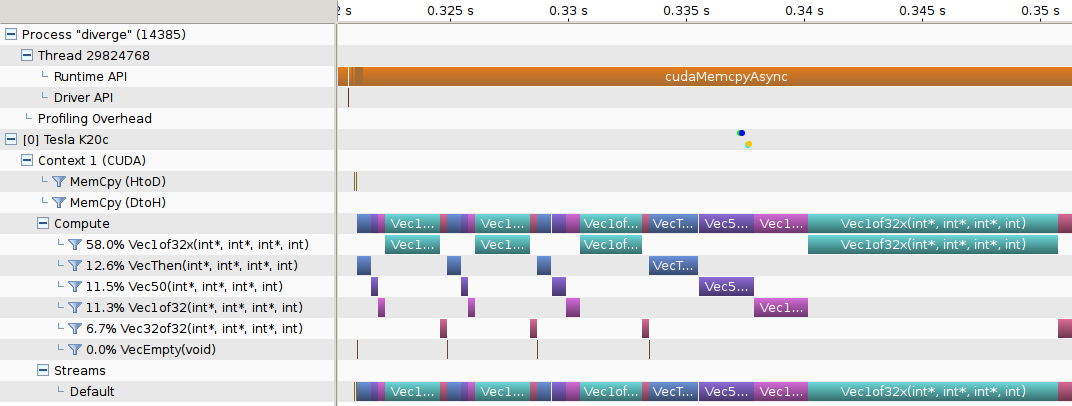 2 s 0.325 s 0.33 s 0.335 s 0.34 s 0.345 s 0.35 s
Process "diverge" (14385)
Thread 29824768
Runtime API cudaMemcpyAsync
Driver API
Profiling Overhead
[0] Tesla K20c
Context 1 (CUDA)
MemCpy (HtoD)
MemCpy (DtoH)
Compute Vec1... Vec1... Vec1of... VecT... Vec5... Vec1... Vec1of32x(int*, int*, int*, int)
58.0% Vec1of32x(int*, int*, int*, int) Vec1... Vec1... Vec1of... Vec1of32x(int*, int*, int*, int)
12.6% VecThen(int*, int*, int*, int) VecT...
11.5% Vec50(int*, int*, int*, int) Vec5...
11.3% Vec1of32(int*, int*, int*, int) Vec1...
6.7% Vec32of32(int*, int*, int*, int)
0.0% VecEmpty(void)
Streams
Default Vec1... Vec1... Vec1of... VecT... Vec5... Vec1... Vec1of32x(int*, int*, int*, int)